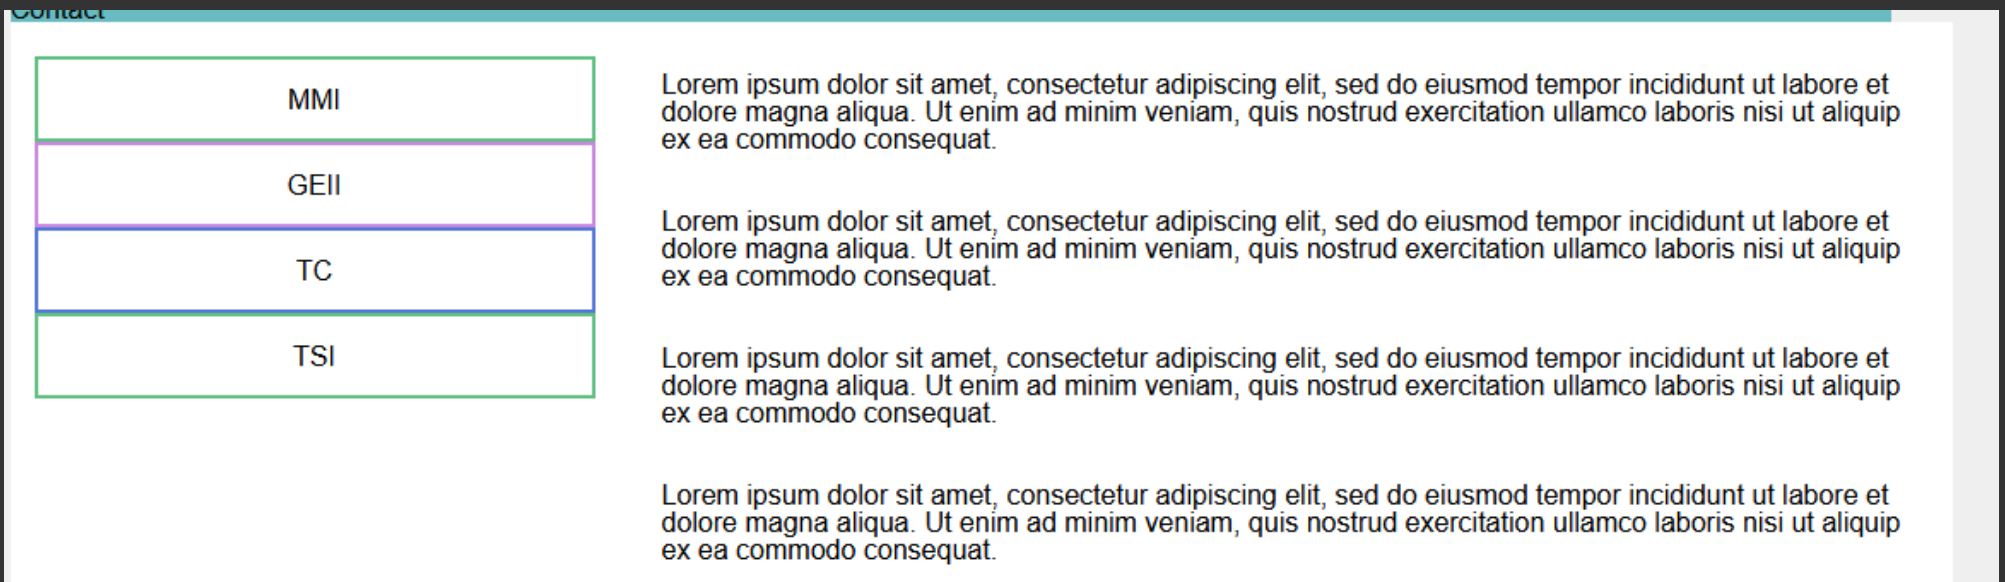 Contact
MMI
GEII
TC
TSI
Lorem ipsum dolor sit amet, consectetur adipiscing elit, sed do eiusmod tempor incididunt ut labore et
dolore magna aliqua. Ut enim ad minim veniam, quis nostrud exercitation ullamco laboris nisi ut aliquip
ex ea commodo consequat.
Lorem ipsum dolor sit amet, consectetur adipiscing elit, sed do eiusmod tempor incididunt ut labore et
dolore magna aliqua. Ut enim ad minim veniam, quis nostrud exercitation ullamco laboris nisi ut aliquip
ex ea commodo consequat.
Lorem ipsum dolor sit amet, consectetur adipiscing elit, sed do eiusmod tempor incididunt ut labore et
dolore magna aliqua. Ut enim ad minim veniam, quis nostrud exercitation ullamco laboris nisi ut aliquip
ex ea commodo consequat.
Lorem ipsum dolor sit amet, consectetur adipiscing elit, sed do eiusmod tempor incididunt ut labore et
dolore magna aliqua. Ut enim ad minim veniam, quis nostrud exercitation ullamco laboris nisi ut aliquip
ex ea commodo consequat.